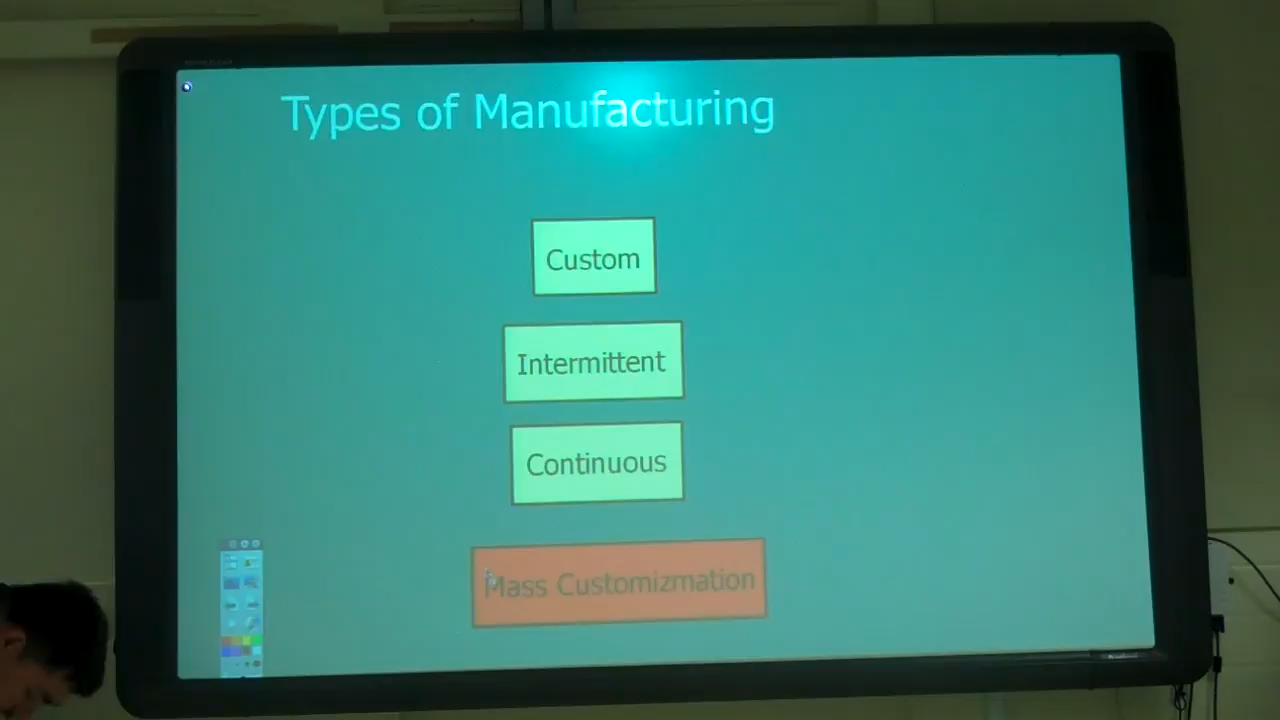 Types of Manufacturing
Custom
Intermittent
Continuous
Mass Customizmation